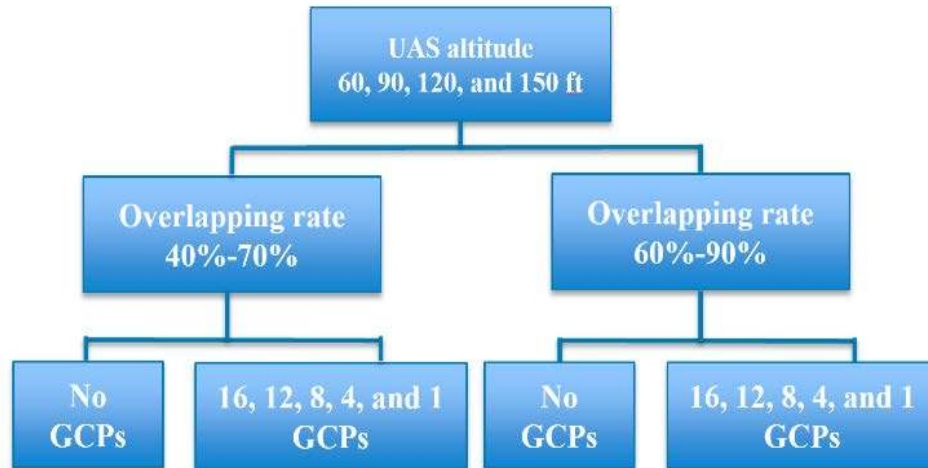 UAS altitude
60, 90, 120, and 150 ft
Overlapping rate
40%-70%
Overlapping rate
60%-90%
No
GCPs
16, 12, 8, 4, and 1
GCPs
No
GCPs
16, 12, 8, 4, and 1
GCPs